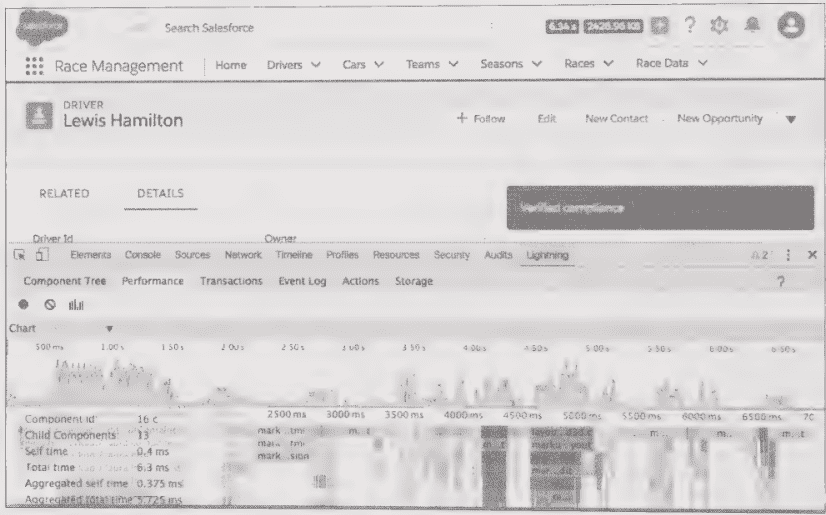 salesforce
Search Salesforce
Race Management Home Drivers Cars Teams Seasons Races Race Data
DRIVER
Lewis Hamilton
+ Follow Edit New Contact New Opportunity
RELATED DETAILS
Verified compliance
Driver Id Owner
Elements Console Sources Network Timeline Profiles Resources Security Audits Lightning 2
Component Tree Performance Transactions Event Log Actions Storage ?
Chart
500 ms 1.00 s 1.50 s 2.00 s 2.50 s 3.00 s 3.50 s 4.00 s 4.50 s 5.00 s 5.50 s 6.00 s 6.50 s
2500 ms 3000 ms 3500 ms 4000 ms 4500 ms 5000 ms 5500 ms 6000 ms 6500 ms 70
Component id 16 c
Child Components 13
Self time 0.4 ms
Total time 6.3 ms
Aggregated self time 0.375 ms
Aggregated total time 5.725 ms